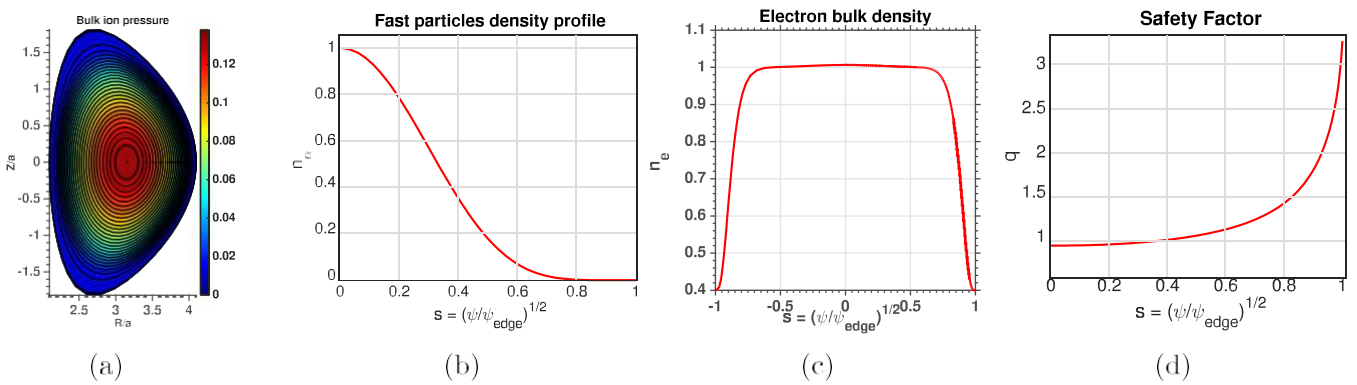 Bulk ion pressure
z/a
1.5
1
0.5
0
-0.5
-1
-1.5
2.5 3 3.5 4
R/a
0.12
0.1
0.08
0.06
0.04
0.02
0
(a)
Fast particles density profile
n
1
0.8
0.6
0.4
0.2
0
0 0.2 0.4 0.6 0.8 1
s = (ψ/ψedge)1/2
(b)
Electron bulk density
ne
1.1
1
0.9
0.8
0.7
0.6
0.5
0.4
-1 -0.5 0 0.5 1
s = (ψ/ψedge)1/2
(c)
Safety Factor
q
3
2
1.5
1
0
0 0.2 0.4 0.6 0.8 1
s = (ψ/ψedge)1/2
(d)